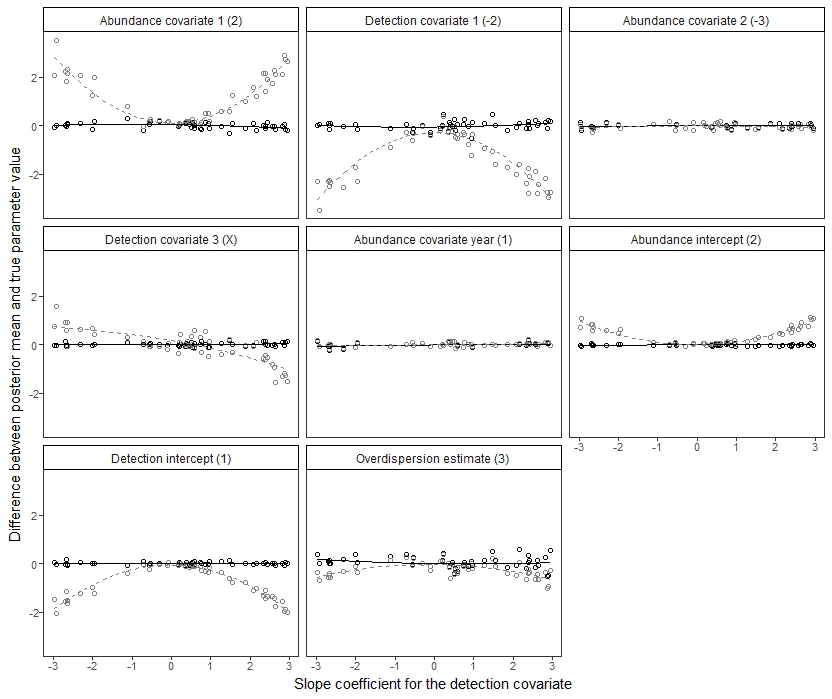 Abundance covariate 1 (2)
Detection covariate 1 (-2)
Abundance covariate 2 (-3)
2
0
-2
Detection covariate 3 (X)
Abundance covariate year (1)
Abundance intercept (2)
2
0
-2
-3 -2 -1 0 1 2 3
Detection intercept (1)
Overdispersion estimate (3)
2
0
-2
-3 -2 -1 0 1 2 3
-3 -2 -1 0 1 2 3
Slope coefficient for the detection covariate
Difference between posterior mean and true parameter value